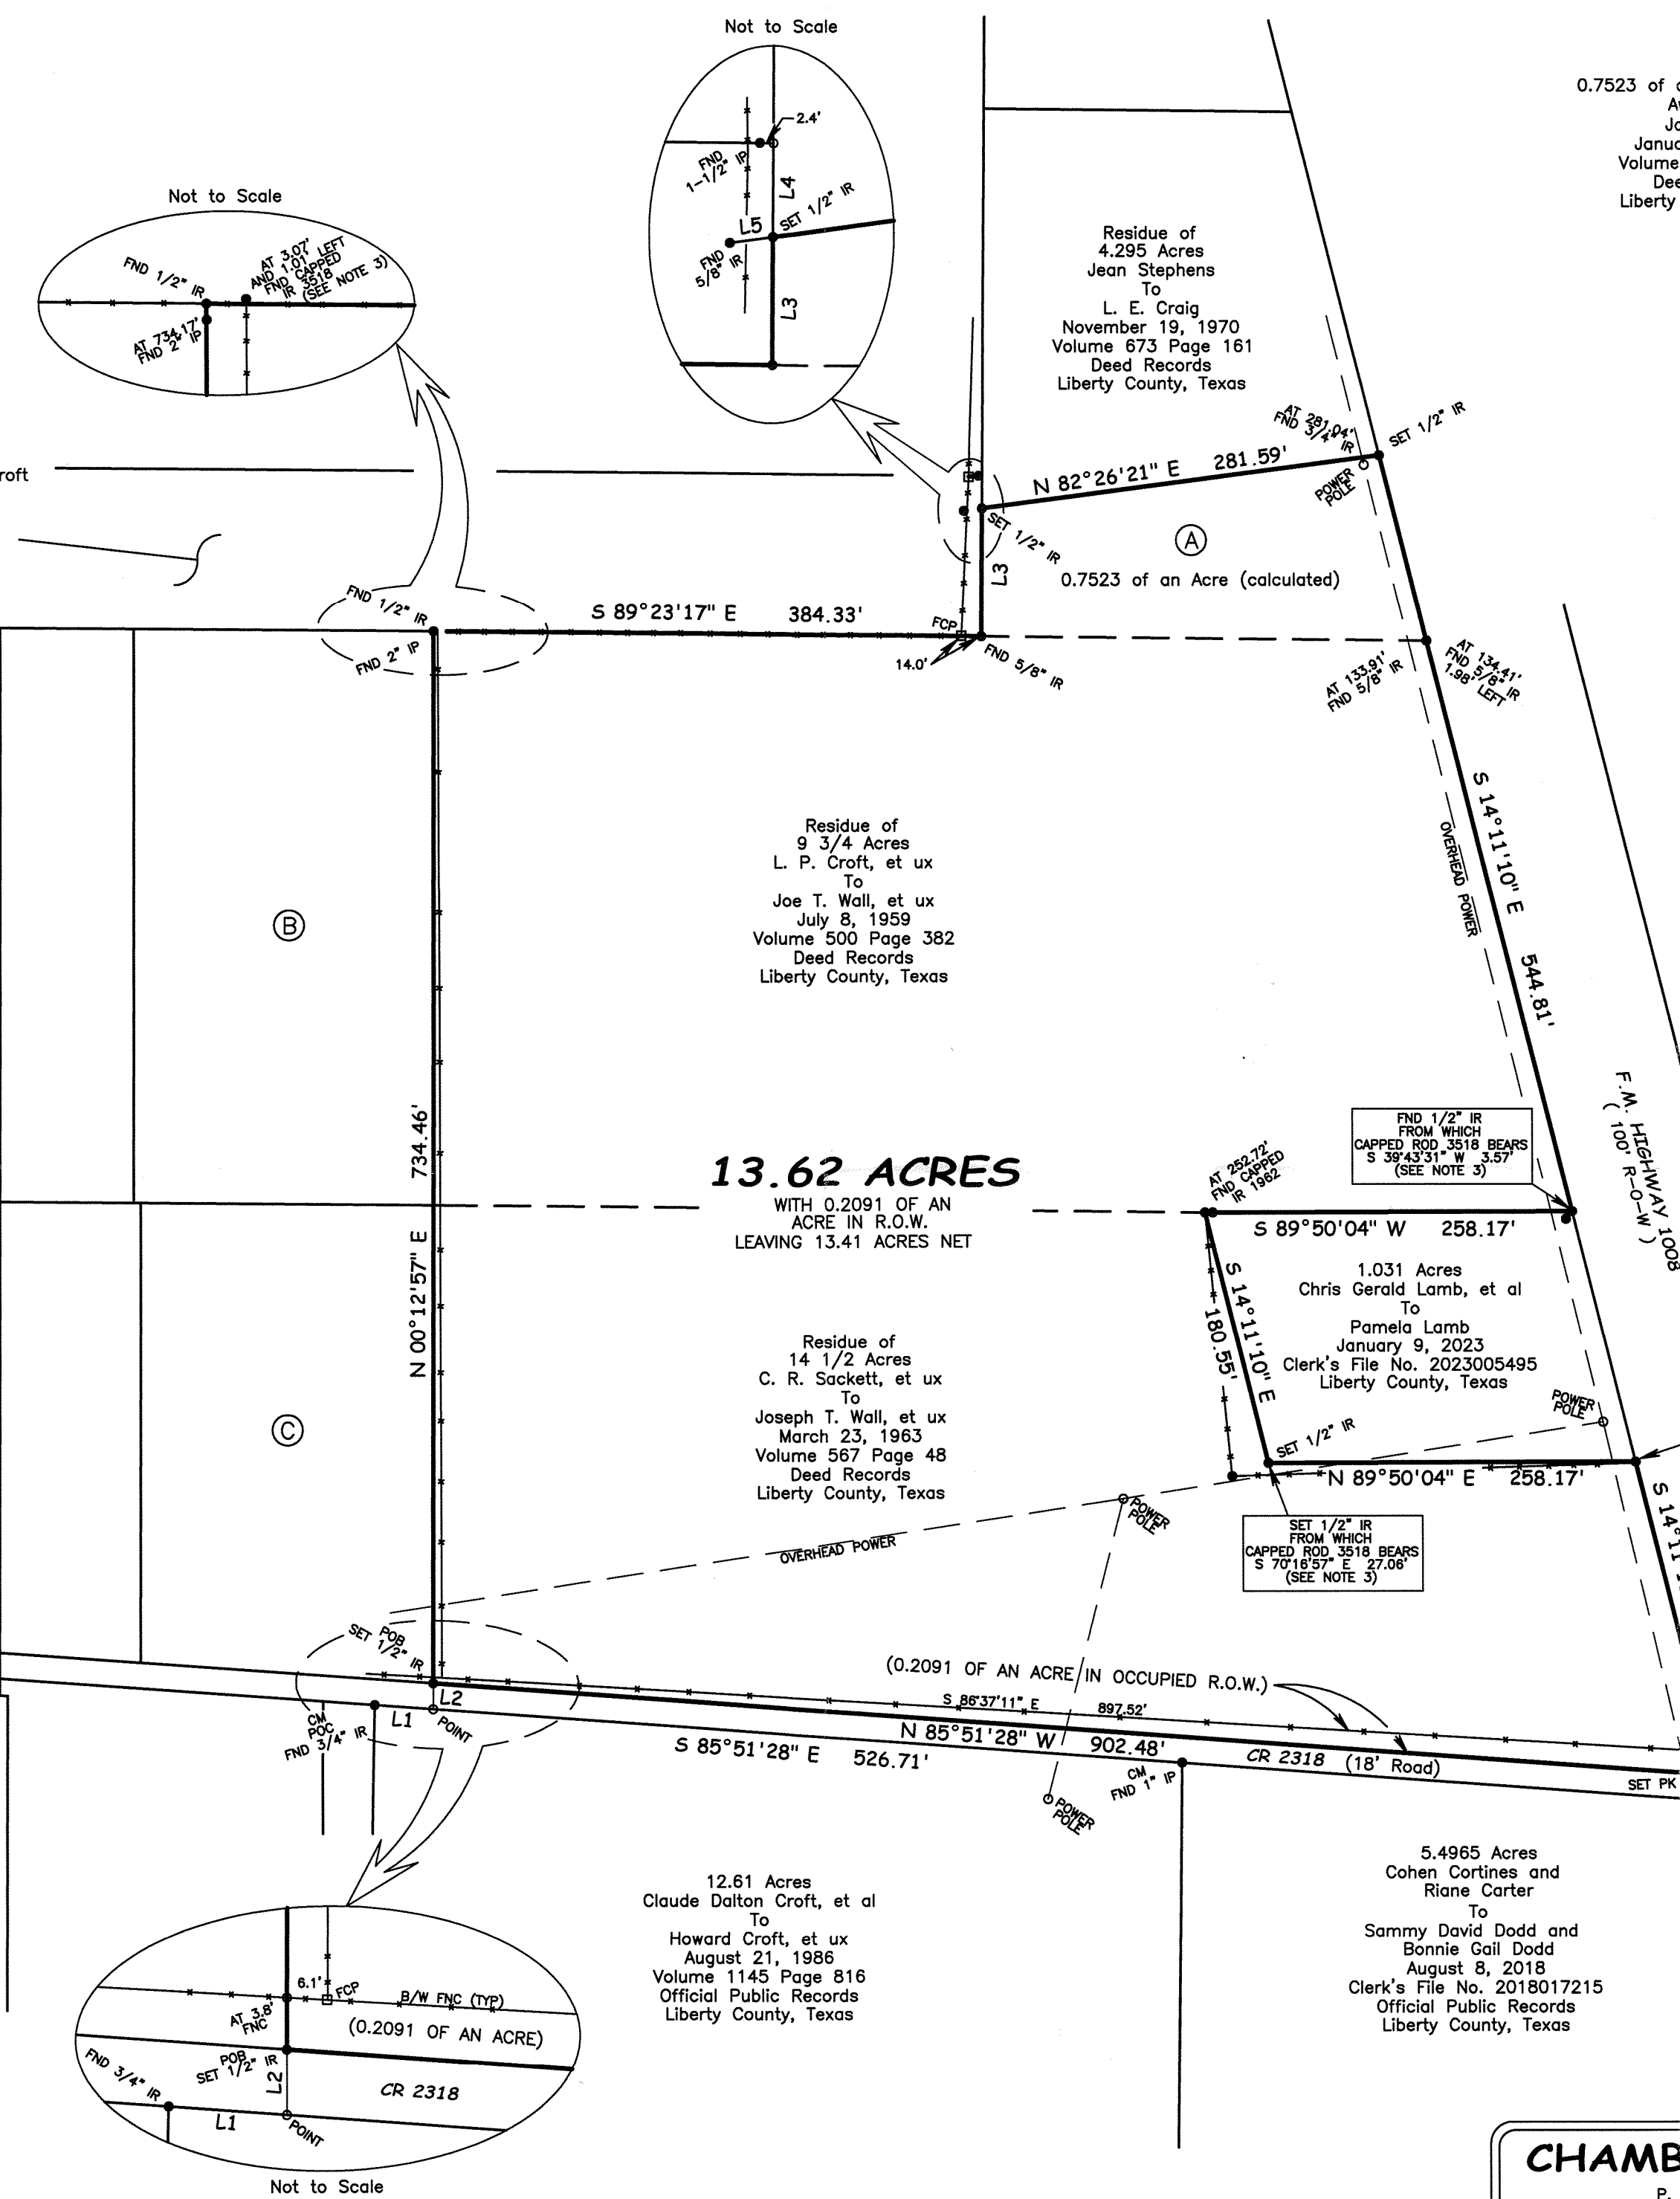 Not to Scale
2.4'
FND
1-1/2" IP
L4
L5
SET 1/2" IR
FND
5/8" IR
L3
Not to Scale
FND 1/2" IR
AT 3.07'
AND 1.01' LEFT
FND CAPPED
IR 3518
(SEE NOTE 3)
AT 734.17'
FND 2" IP
0.7523 of
Volume
Liberty
Residue of
4.295 Acres
Jean Stephens
To
L. E. Craig
November 19, 1970
Volume 673 Page 161
Deed Records
Liberty County, Texas
roft
AT 281.04'
FND 3/4" IR
SET 1/2" IR
N 82°26'21" E 281.59'
POWER
POLE
SET 1/2" IR
L3
A
0.7523 of an Acre (calculated)
FND 1/2" IR
FND 2" IP
S 89°23'17" E 384.33'
FCP
14.0'
FND 5/8" IR
AT 133.91'
FND 5/8" IR
AT 134.41'
FND 5/8" IR
1.98' LEFT
S 14°11'10" E 544.81'
OVERHEAD POWER
Residue of
9 3/4 Acres
L. P. Croft, et ux
To
Joe T. Wall, et ux
July 8, 1959
Volume 500 Page 382
Deed Records
Liberty County, Texas
B
N 00°12'57" E 734.46'
13.62 ACRES
WITH 0.2091 OF AN
ACRE IN R.O.W.
LEAVING 13.41 ACRES NET
FND 1/2" IR
FROM WHICH
CAPPED ROD 3518 BEARS
S 39°43'31" W 3.57'
(SEE NOTE 3)
F.M. HIGHWAY 1008
( 100' R-O-W )
AT 252.72'
FND CAPPED
IR 1962
S 89°50'04" W 258.17'
S 14°11'10" E
180.55'
1.031 Acres
Chris Gerald Lamb, et al
To
Pamela Lamb
January 9, 2023
Clerk's File No. 2023005495
Liberty County, Texas
POWER
POLE
SET 1/2" IR
N 89°50'04" E 258.17'
S 14°11'
SET 1/2" IR
FROM WHICH
CAPPED ROD 3518 BEARS
S 70°16'57" E 27.06'
(SEE NOTE 3)
Residue of
14 1/2 Acres
C. R. Sackett, et ux
To
Joseph T. Wall, et ux
March 23, 1963
Volume 567 Page 48
Deed Records
Liberty County, Texas
C
POWER
POLE
OVERHEAD POWER
POB
SET 1/2" IR
L2
L1
POINT
CM
POC
FND 3/4" IR
(0.2091 OF AN ACRE IN OCCUPIED R.O.W.)
S 86°37'11" E 897.52'
N 85°51'28" W 902.48'
S 85°51'28" E 526.71'
CR 2318 (18' Road)
CM
FND 1" IP
SET PK
POWER
POLE
12.61 Acres
Claude Dalton Croft, et al
To
Howard Croft, et ux
August 21, 1986
Volume 1145 Page 816
Official Public Records
Liberty County, Texas
5.4965 Acres
Cohen Cortines and
Riane Carter
To
Sammy David Dodd and
Bonnie Gail Dodd
August 8, 2018
Clerk's File No. 2018017215
Official Public Records
Liberty County, Texas
6.1'
FCP
B/W FNC (TYP)
AT 3.8'
FNC
(0.2091 OF AN ACRE)
POB
SET 1/2" IR
FND 3/4" IR
L2
CR 2318
L1
POINT
Not to Scale
CHAMB
P.